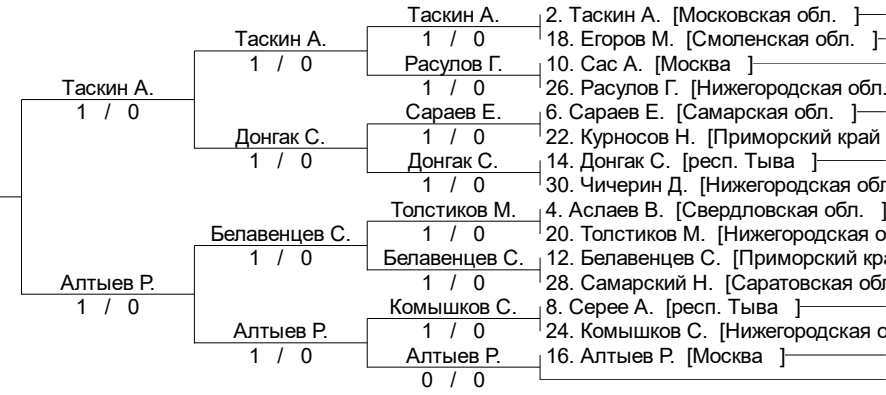 Таскин А.
2. Таскин А. [Московская обл. ]
Таскин А.
1 / 0
18. Егоров М. [Смоленская обл. ]
1 / 0
Расулов Г.
10. Сас А. [Москва ]
Таскин А.
1 / 0
26. Расулов Г. [Нижегородская обл.
1 / 0
Сараев Е.
6. Сараев Е. [Самарская обл. ]
Донгак С.
1 / 0
22. Курносов Н. [Приморский край
1 / 0
Донгак С.
14. Донгак С. [респ. Тыва ]
1 / 0
30. Чичерин Д. [Нижегородская обл
Толстиков М.
4. Аслаев В. [Свердловская обл. ]
Белавенцев С.
1 / 0
20. Толстиков М. [Нижегородская о
1 / 0
Белавенцев С.
12. Белавенцев С. [Приморский кра
Алтыев Р.
1 / 0
28. Самарский Н. [Саратовская обл
1 / 0
Комышков С.
8. Серее А. [респ. Тыва ]
Алтыев Р.
1 / 0
24. Комышков С. [Нижегородская о
1 / 0
Алтыев Р.
16. Алтыев Р. [Москва ]
0 / 0